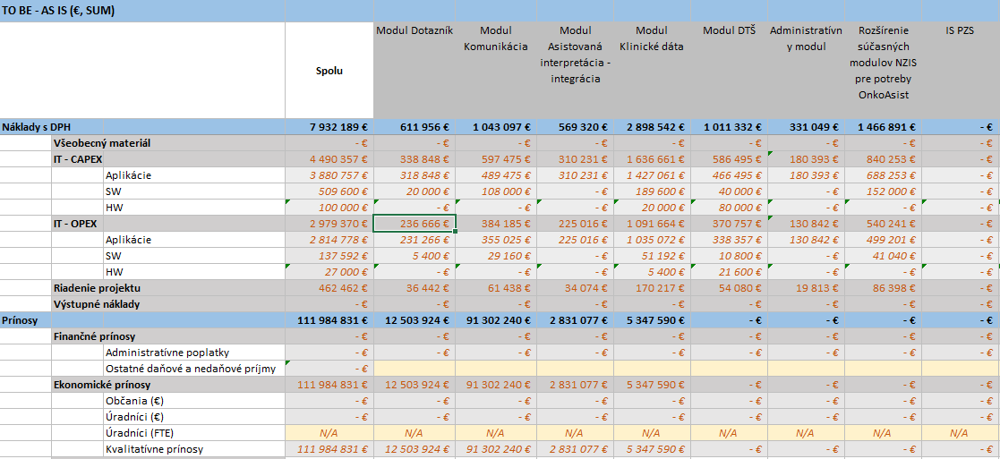 TO BE - AS IS (€, SUM)
Spolu Modul Dotazník Modul Komunikácia Modul Asistovaná interpretácia - integrácia Modul Klinické dáta Modul DTŠ Administratívny modul Rozšírenie súčasných modulov NZIS pre potreby OnkoAsist IS PZS
Náklady s DPH 7 932 189 € 611 956 € 1 043 097 € 569 320 € 2 898 542 € 1 011 332 € 331 049 € 1 466 891 € - €
Všeobecný materiál - € - € - € - € - € - € - € - € - €
IT - CAPEX 4 490 357 € 338 848 € 597 475 € 310 231 € 1 636 661 € 586 495 € 180 393 € 840 253 € - €
Aplikácie 3 880 757 € 318 848 € 489 475 € 310 231 € 1 427 061 € 466 495 € 180 393 € 688 253 € - €
SW 509 600 € 20 000 € 108 000 € - € 189 600 € 40 000 € - € 152 000 € - €
HW 100 000 € - € - € - € 20 000 € 80 000 € - € - € - €
IT - OPEX 2 979 370 € 236 666 € 384 185 € 225 016 € 1 091 664 € 370 757 € 130 842 € 540 241 € - €
Aplikácie 2 814 778 € 231 266 € 355 025 € 225 016 € 1 035 072 € 338 357 € 130 842 € 499 201 € - €
SW 137 592 € 5 400 € 29 160 € - € 51 192 € 10 800 € - € 41 040 € - €
HW 27 000 € - € - € - € 5 400 € 21 600 € - € - € - €
Riadenie projektu 462 462 € 36 442 € 61 438 € 34 074 € 170 217 € 54 080 € 19 813 € 86 398 € - €
Výstupné náklady - € - € - € - € - € - € - € - € - €
Prínosy 111 984 831 € 12 503 924 € 91 302 240 € 2 831 077 € 5 347 590 € - € - € - € - €
Finančné prínosy - € - € - € - € - € - € - € - € - €
Administratívne poplatky - € - € - € - € - € - € - € - € - €
Ostatné daňové a nedaňové príjmy - €
Ekonomické prínosy 111 984 831 € 12 503 924 € 91 302 240 € 2 831 077 € 5 347 590 € - € - € - € - €
Občania (€) - € - € - € - € - € - € - € - € - €
Úradníci (€) - € - € - € - € - € - € - € - € - €
Úradníci (FTE) N/A N/A N/A N/A N/A N/A N/A N/A N/A
Kvalitatívne prínosy 111 984 831 € 12 503 924 € 91 302 240 € 2 831 077 € 5 347 590 € - € - € - € - €